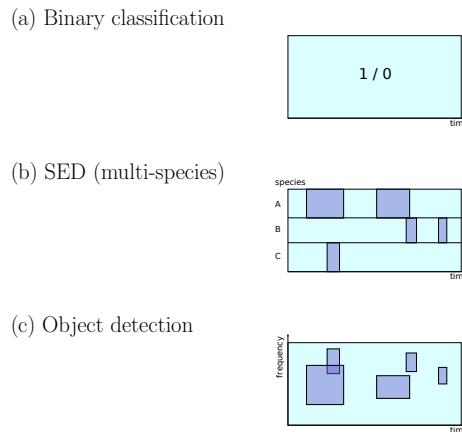 (a) Binary classification
1 / 0
tim
(b) SED (multi-species)
species
A
B
C
tim
(c) Object detection
frequency
tim